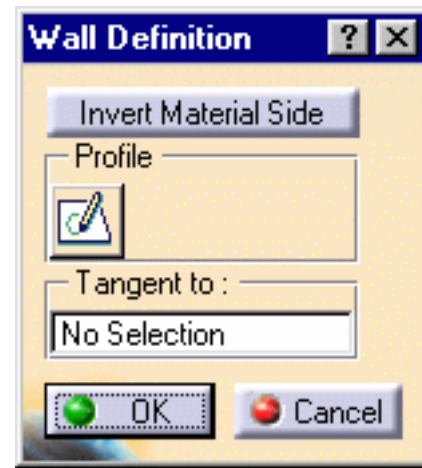 Wall Definition ? ×
Invert Material Side
Profile
Tangent to :
No Selection
OK Cancel